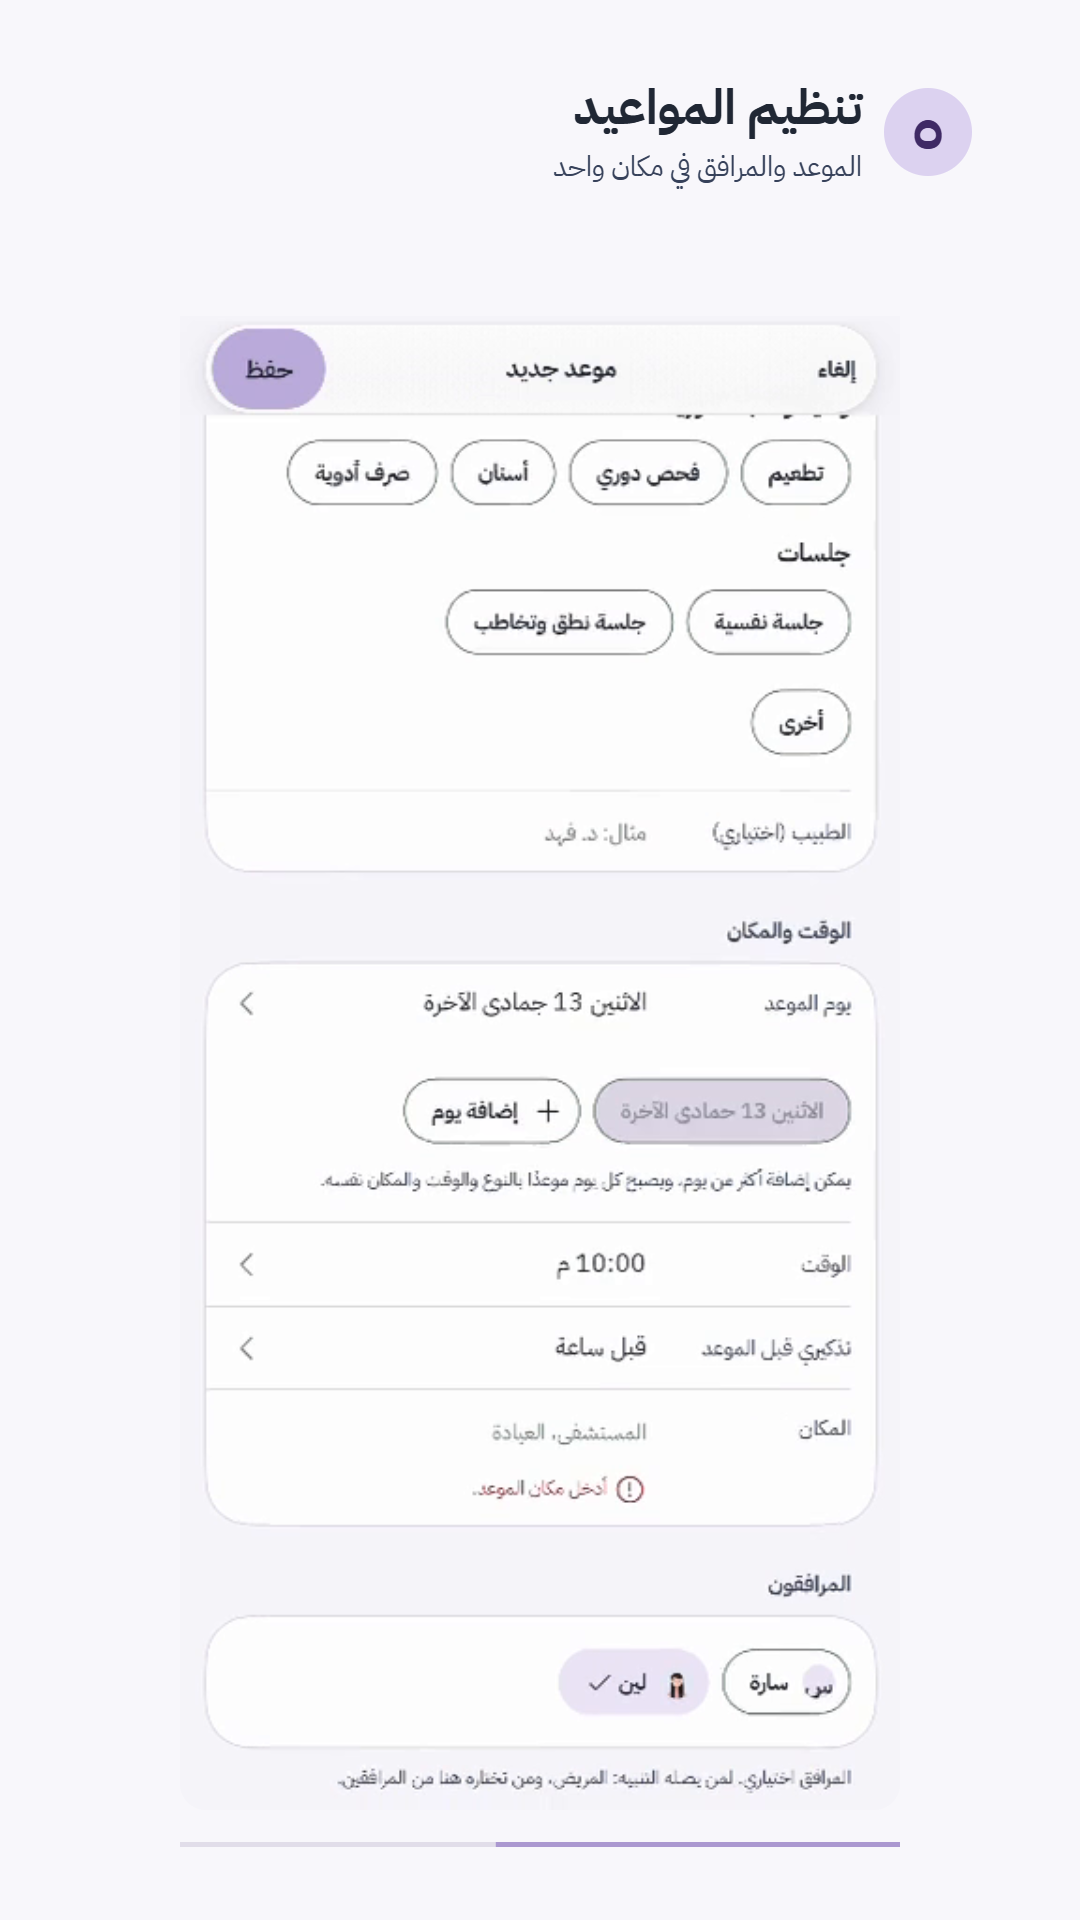 ٥
تنظيم المواعيد
الموعد والمرافق في مكان واحد
إلغاء
موعد جديد
حفظ
تطعيم
فحص دوري
أسنان
صرف أدوية
جلسات
جلسة نفسية
جلسة نطق وتخاطب
أخرى
الطبيب (اختياري)
مثال: د. فهد
الوقت والمكان
يوم الموعد
الاثنين 13 جمادى الآخرة
الاثنين 13 جمادى الآخرة
إضافة يوم
يمكن إضافة أكثر من يوم، ويصبح كل يوم موعدًا بالنوع والوقت والمكان نفسه.
الوقت
10:00 م
تذكيري قبل الموعد
قبل ساعة
المكان
المستشفى، العيادة
أدخل مكان الموعد.
المرافقون
س
سارة
لين
المرافق اختياري. لمن يصله التنبيه: المريض، ومن تختاره هنا من المرافقين.